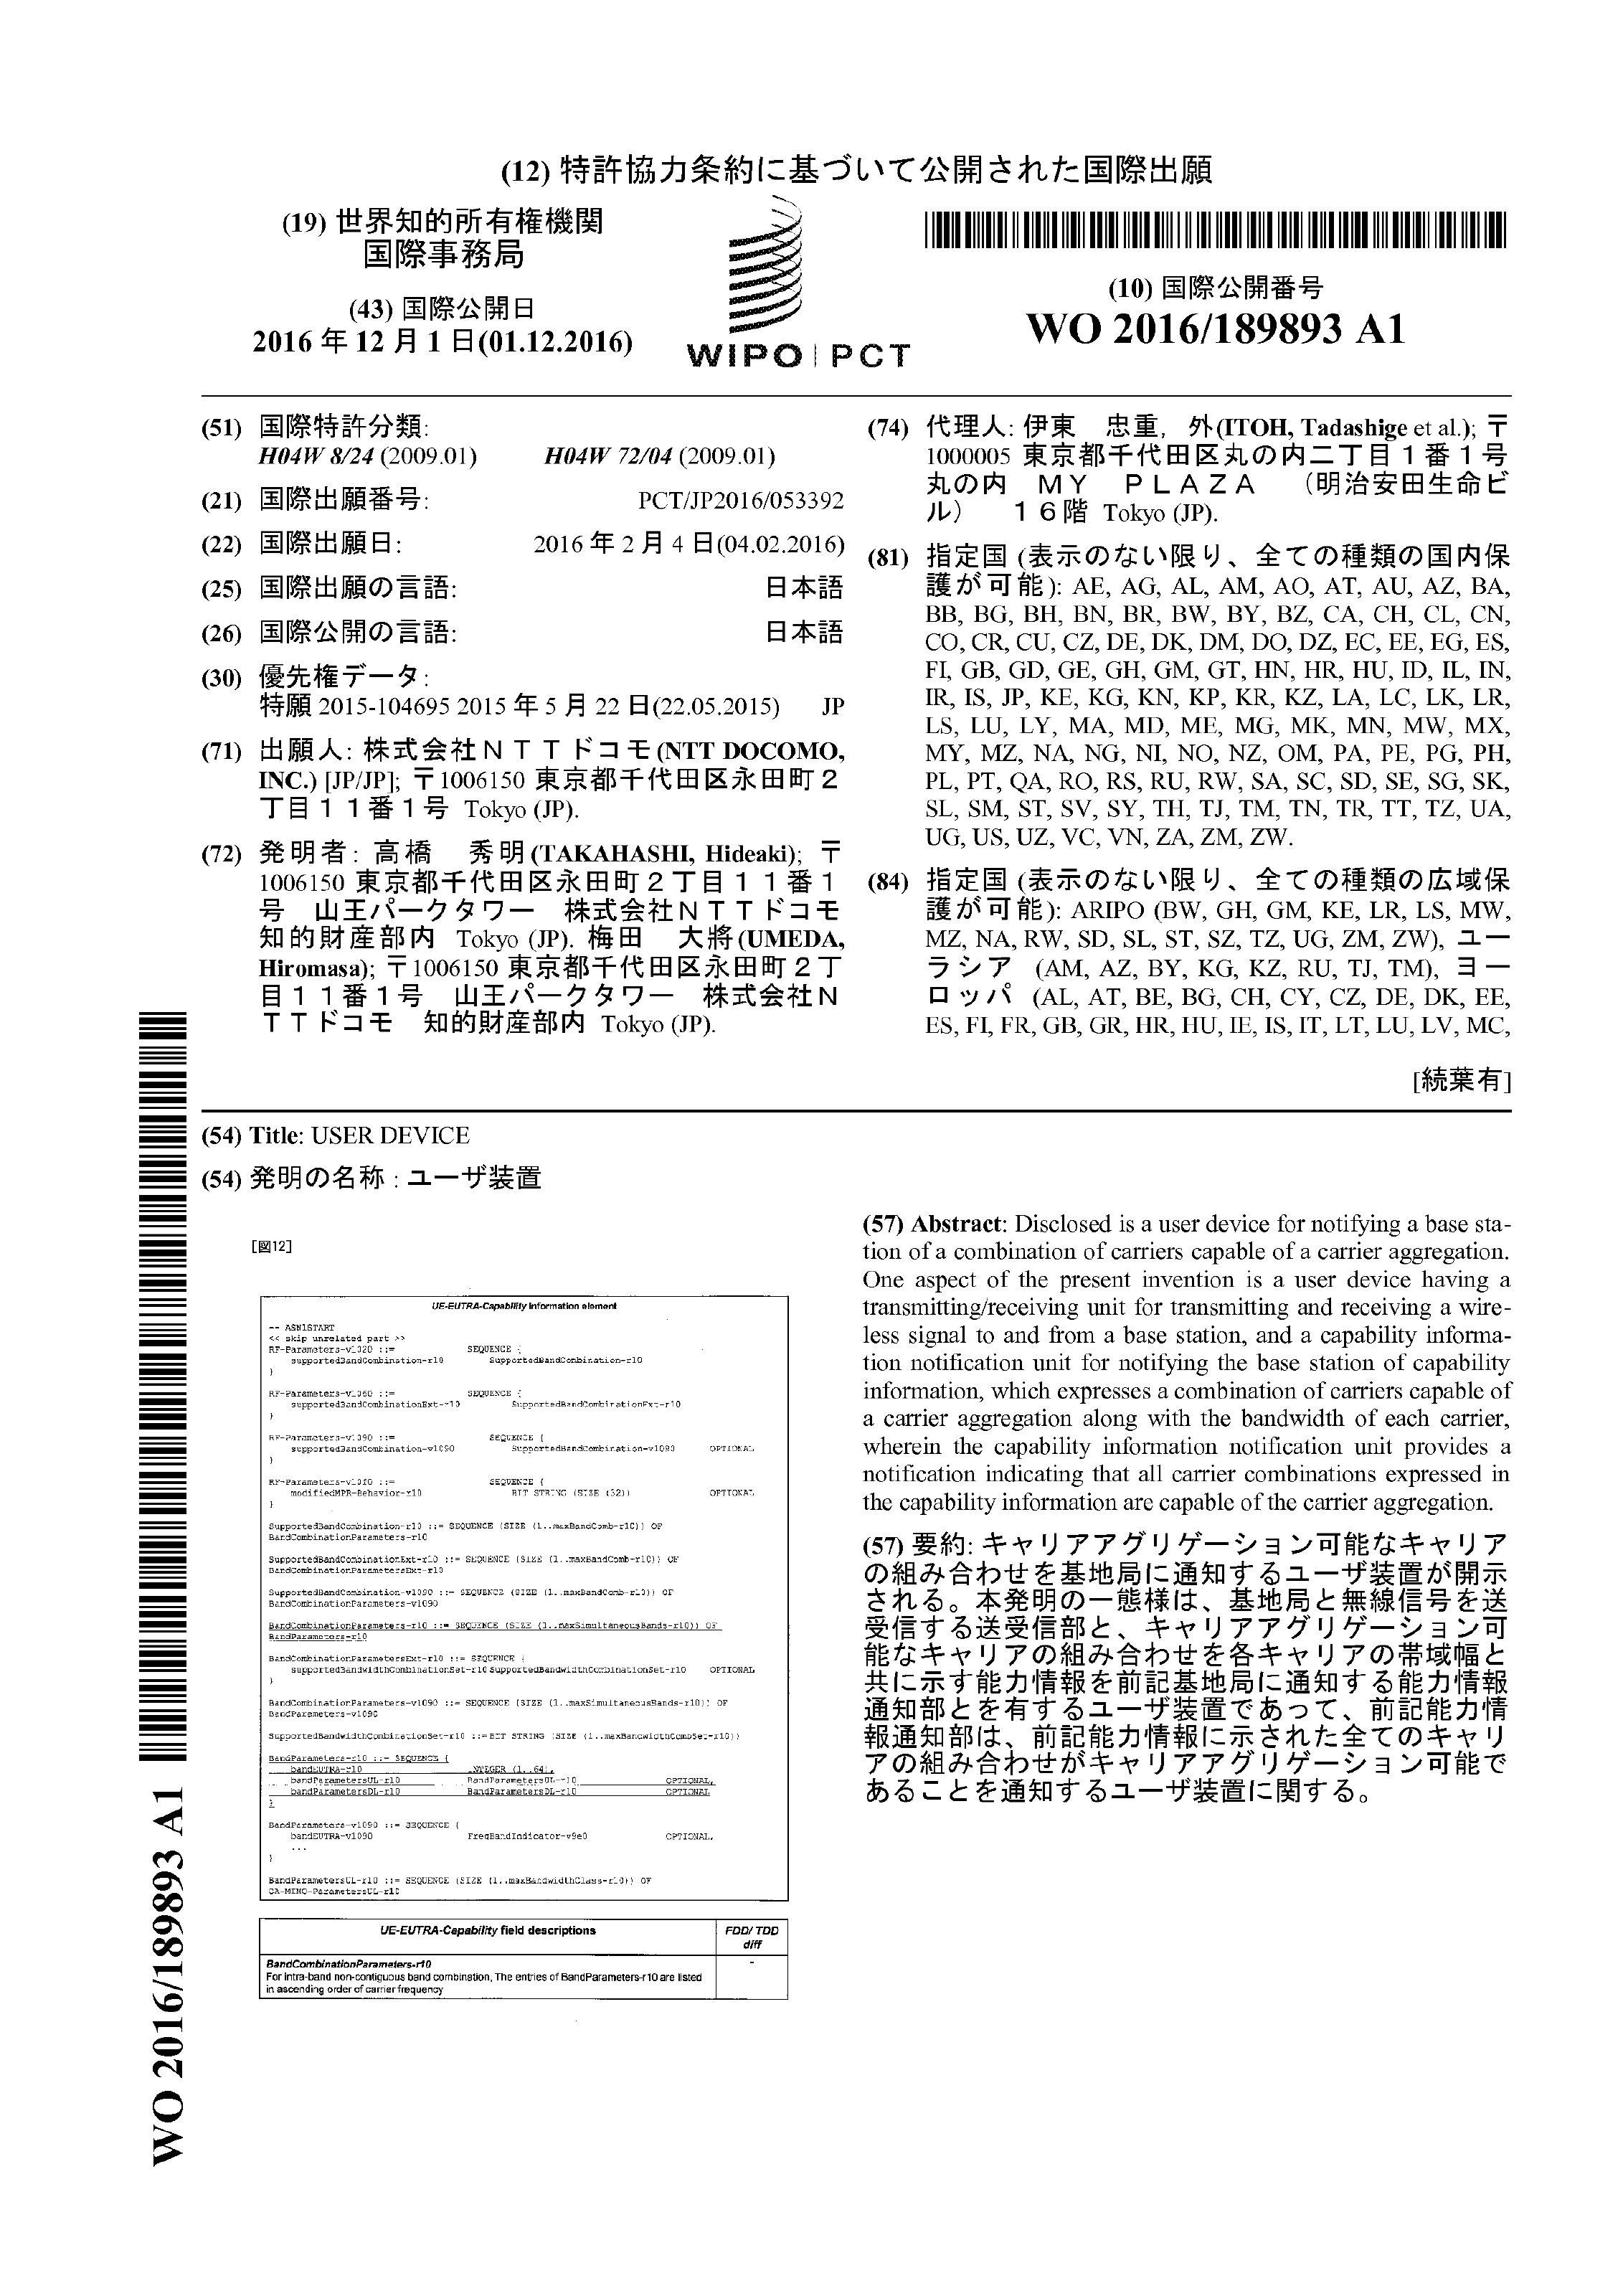 (12) 特許協力条約に基づいて公開された国際出願
(19) 世界知的所有権機関
国際事務局
(43) 国際公開日
2016 年 12 月 1 日(01.12.2016)
WIPO | PCT
(10) 国際公開番号
WO 2016/189893 A1
(51) 国際特許分類:
H04W 8/24 (2009.01) H04W 72/04 (2009.01)
(21) 国際出願番号: PCT/JP2016/053392
(22) 国際出願日: 2016 年 2 月 4 日(04.02.2016)
(25) 国際出願の言語: 日本語
(26) 国際公開の言語: 日本語
(30) 優先権データ:
特願 2015-104695 2015 年 5 月 22 日(22.05.2015) JP
(71) 出願人: 株式会社NTTドコモ(NTT DOCOMO,
INC.) [JP/JP]; 〒1006150 東京都千代田区永田町2
丁目11番1号 Tokyo (JP).
(72) 発明者: 高橋 秀明(TAKAHASHI, Hideaki); 〒
1006150 東京都千代田区永田町2丁目11番1
号 山王パークタワー 株式会社NTTドコモ
知的財産部内 Tokyo (JP). 梅田 大將(UMEDA,
Hiromasa); 〒1006150 東京都千代田区永田町2丁
目11番1号 山王パークタワー 株式会社N
TTドコモ 知的財産部内 Tokyo (JP).
(74) 代理人: 伊東 忠重, 外(ITOH, Tadashige et al.); 〒
1000005 東京都千代田区丸の内二丁目1番1号
丸の内 MY PLAZA (明治安田生命ビ
ル) 16階 Tokyo (JP).
(81) 指定国 (表示のない限り、全ての種類の国内保
護が可能): AE, AG, AL, AM, AO, AT, AU, AZ, BA,
BB, BG, BH, BN, BR, BW, BY, BZ, CA, CH, CL, CN,
CO, CR, CU, CZ, DE, DK, DM, DO, DZ, EC, EE, EG, ES,
FI, GB, GD, GE, GH, GM, GT, HN, HR, HU, ID, IL, IN,
IR, IS, JP, KE, KG, KN, KP, KR, KZ, LA, LC, LK, LR,
LS, LU, LY, MA, MD, ME, MG, MK, MN, MW, MX,
MY, MZ, NA, NG, NI, NO, NZ, OM, PA, PE, PG, PH,
PL, PT, QA, RO, RS, RU, RW, SA, SC, SD, SE, SG, SK,
SL, SM, ST, SV, SY, TH, TJ, TM, TN, TR, TT, TZ, UA,
UG, US, UZ, VC, VN, ZA, ZM, ZW.
(84) 指定国 (表示のない限り、全ての種類の広域保
護が可能): ARIPO (BW, GH, GM, KE, LR, LS, MW,
MZ, NA, RW, SD, SL, ST, SZ, TZ, UG, ZM, ZW), ユー
ラシア (AM, AZ, BY, KG, KZ, RU, TJ, TM), ヨー
ロッパ (AL, AT, BE, BG, CH, CY, CZ, DE, DK, EE,
ES, FI, FR, GB, GR, HR, HU, IE, IS, IT, LT, LU, LV, MC,
[続葉有]
(54) Title: USER DEVICE
(54) 発明の名称 : ユーザ装置
[図12]
UE-EUTRA-Capability information element
-- ASN1START
<< skip unrelated part >>
RF-Parameters-v1020 ::= SEQUENCE {
supportedBandCombination-r10 SupportedBandCombination-r10
}
RF-Parameters-v1060 ::= SEQUENCE {
supportedBandCombinationExt-r10 SupportedBandCombinationExt-r10
}
RF-Parameters-v1090 ::= SEQUENCE {
supportedBandCombination-v1090 SupportedBandCombination-v1090 OPTIONAL
}
RF-Parameters-v10f0 ::= SEQUENCE {
modifiedMPR-Behavior-r10 BIT STRING (SIZE (32)) OPTIONAL
}
SupportedBandCombination-r10 ::= SEQUENCE (SIZE (1..maxBandComb-r10)) OF
BandCombinationParameters-r10
SupportedBandCombinationExt-r10 ::= SEQUENCE (SIZE (1..maxBandComb-r10)) OF
BandCombinationParametersExt-r10
SupportedBandCombination-v1090 ::= SEQUENCE (SIZE (1..maxBandComb-r10)) OF
BandCombinationParameters-v1090
BandCombinationParameters-r10 ::= SEQUENCE (SIZE (1..maxSimultaneousBands-r10)) OF
BandParameters-r10
BandCombinationParametersExt-r10 ::= SEQUENCE {
supportedBandwidthCombinationSet-r10 SupportedBandwidthCombinationSet-r10 OPTIONAL
}
BandCombinationParameters-v1090 ::= SEQUENCE (SIZE (1..maxSimultaneousBands-r10)) OF
BandParameters-v1090
SupportedBandwidthCombinationSet-r10 ::=BIT STRING (SIZE (1..maxBandwidthCombSet-r10))
BandParameters-r10 ::= SEQUENCE {
bandEUTRA-r10 INTEGER (1..64),
bandParametersUL-r10 BandParametersUL-r10 OPTIONAL,
bandParametersDL-r10 BandParametersDL-r10 OPTIONAL
}
BandParameters-v1090 ::= SEQUENCE {
bandEUTRA-v1090 FreqBandIndicator-v9e0 OPTIONAL,
...
}
BandParametersUL-r10 ::= SEQUENCE (SIZE (1..maxBandwidthClass-r10)) OF
CA-MIMO-ParametersUL-r10
UE-EUTRA-Capability field descriptions FDD/ TDD
diff
BandCombinationParameters-r10 -
For intra-band non-contiguous band combination, The entries of BandParameters-r10 are listed
in ascending order of carrier frequency
(57) Abstract: Disclosed is a user device for notifying a base sta-
tion of a combination of carriers capable of a carrier aggregation.
One aspect of the present invention is a user device having a
transmitting/receiving unit for transmitting and receiving a wire-
less signal to and from a base station, and a capability informa-
tion notification unit for notifying the base station of capability
information, which expresses a combination of carriers capable of
a carrier aggregation along with the bandwidth of each carrier,
wherein the capability information notification unit provides a
notification indicating that all carrier combinations expressed in
the capability information are capable of the carrier aggregation.
(57) 要約: キャリアアグリゲーション可能なキャリア
の組み合わせを基地局に通知するユーザ装置が開示
される。本発明の一態様は、基地局と無線信号を送
受信する送受信部と、キャリアアグリゲーション可
能なキャリアの組み合わせを各キャリアの帯域幅と
共に示す能力情報を前記基地局に通知する能力情報
通知部とを有するユーザ装置であって、前記能力情
報通知部は、前記能力情報に示された全てのキャリ
アの組み合わせがキャリアアグリゲーション可能で
あることを通知するユーザ装置に関する。
WO 2016/189893 A1